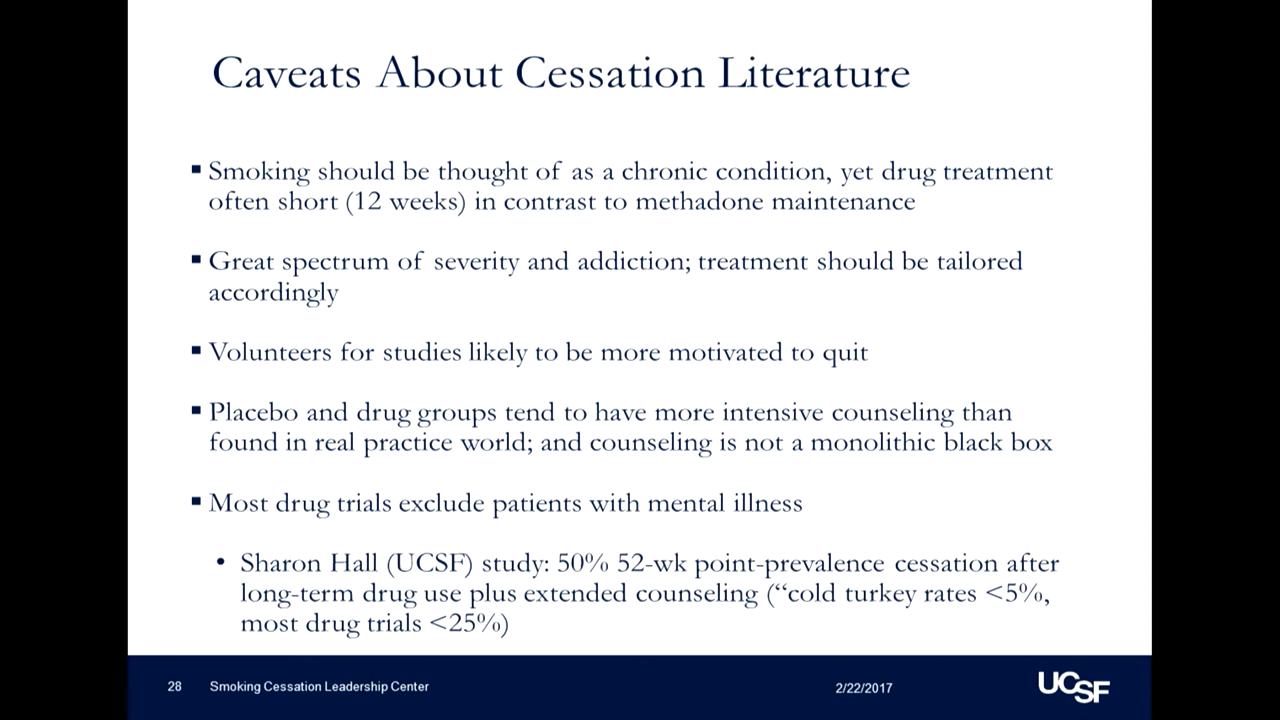 Caveats About Cessation Literature
▪ Smoking should be thought of as a chronic condition, yet drug treatment
often short (12 weeks) in contrast to methadone maintenance
▪ Great spectrum of severity and addiction; treatment should be tailored
accordingly
▪ Volunteers for studies likely to be more motivated to quit
▪ Placebo and drug groups tend to have more intensive counseling than
found in real practice world; and counseling is not a monolithic black box
▪ Most drug trials exclude patients with mental illness
• Sharon Hall (UCSF) study: 50% 52-wk point-prevalence cessation after
long-term drug use plus extended counseling (“cold turkey rates <5%,
most drug trials <25%)
28 Smoking Cessation Leadership Center 2/22/2017 UCSF